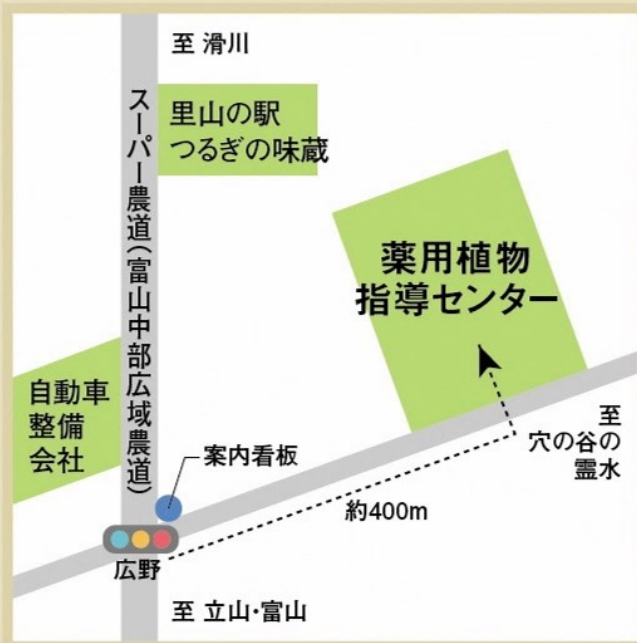 至 滑川
里山の駅
つるぎの味蔵
スーパー農道(富山中部広域農道)
薬用植物
指導センター
自動車
整備
会社
至
穴の谷の
霊水
案内看板
約400m
広野
至 立山・富山